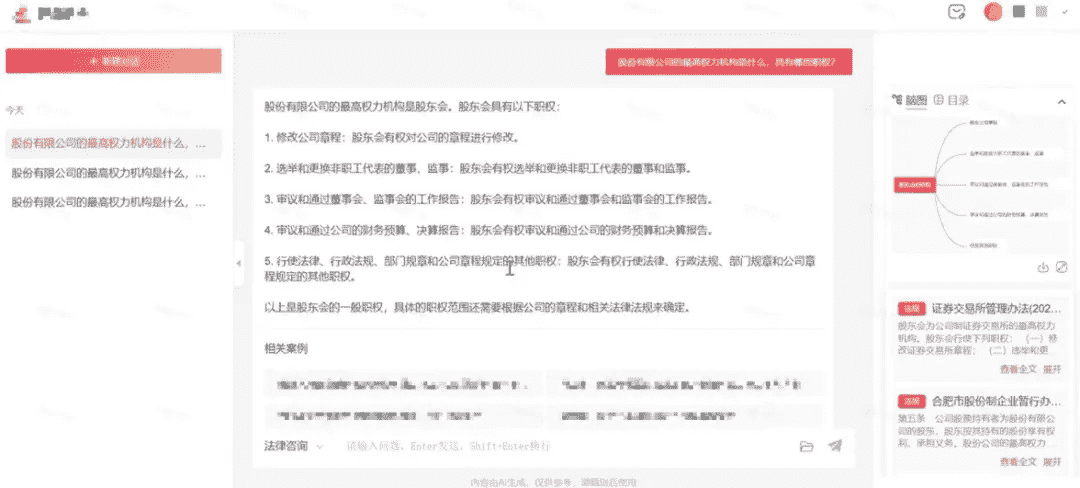 今天
股份有限公司的最高权力机构是什么，...
股份有限公司的最高权力机构是什么，...
股份有限公司的最高权力机构是什么，...
股份有限公司的最高权力机构是什么，具有哪些职权？
股份有限公司的最高权力机构是股东会。股东会具有以下职权：
1. 修改公司章程：股东会有权对公司的章程进行修改。
2. 选举和更换非职工代表的董事、监事：股东会有权选举和更换非职工代表的董事和监事。
3. 审议和通过董事会、监事会的工作报告：股东会有权审议和通过董事会和监事会的工作报告。
4. 审议和通过公司的财务预算、决算报告：股东会有权审议和通过公司的财务预算和决算报告。
5. 行使法律、行政法规、部门规章和公司章程规定的其他职权：股东会有权行使法律、行政法规、部门规章和公司章
程规定的其他职权。
以上是股东会的一般职权，具体的职权范围还需要根据公司的章程和相关法律法规来确定。
相关案例
法律咨询
请输入问题，Enter发送，Shift+Enter换行
脑图 目录
法规 证券交易所管理办法(202...
股东会为公司制证券交易所的最高权力
机构。股东会行使下列职权： （一）修
改证券交易所章程； （二）选举和更...
查看全文 展开
法规 合肥市股份制企业暂行办...
第五条 公司股票持有者为股份有限公
司的股东，股东按其持有的股份享有权
利、承担义务。股份公司的最高权力...
查看全文 展开